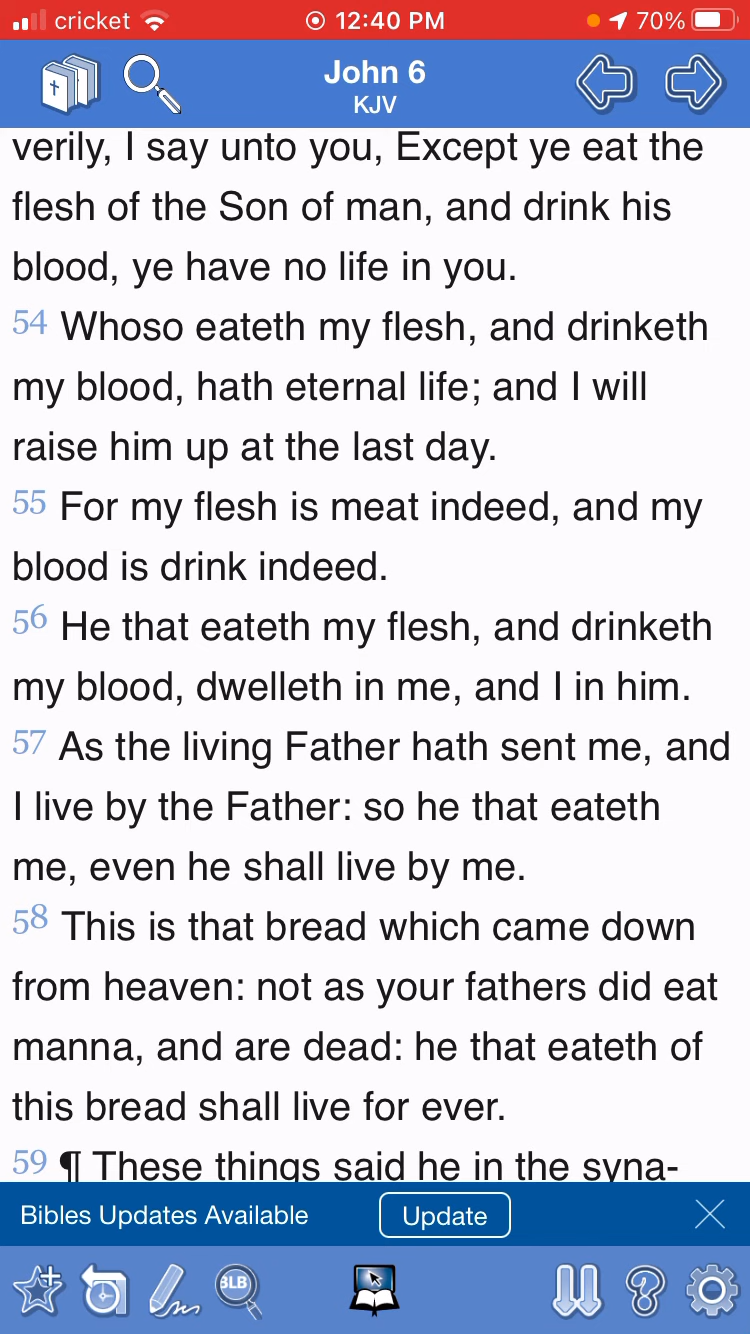 cricket 12:40 PM 70%
John 6
KJV
verily, I say unto you, Except ye eat the
flesh of the Son of man, and drink his
blood, ye have no life in you.
54 Whoso eateth my flesh, and drinketh
my blood, hath eternal life; and I will
raise him up at the last day.
55 For my flesh is meat indeed, and my
blood is drink indeed.
56 He that eateth my flesh, and drinketh
my blood, dwelleth in me, and I in him.
57 As the living Father hath sent me, and
I live by the Father: so he that eateth
me, even he shall live by me.
58 This is that bread which came down
from heaven: not as your fathers did eat
manna, and are dead: he that eateth of
this bread shall live for ever.
59 ¶ These things said he in the syna-
Bibles Updates Available Update
BLB